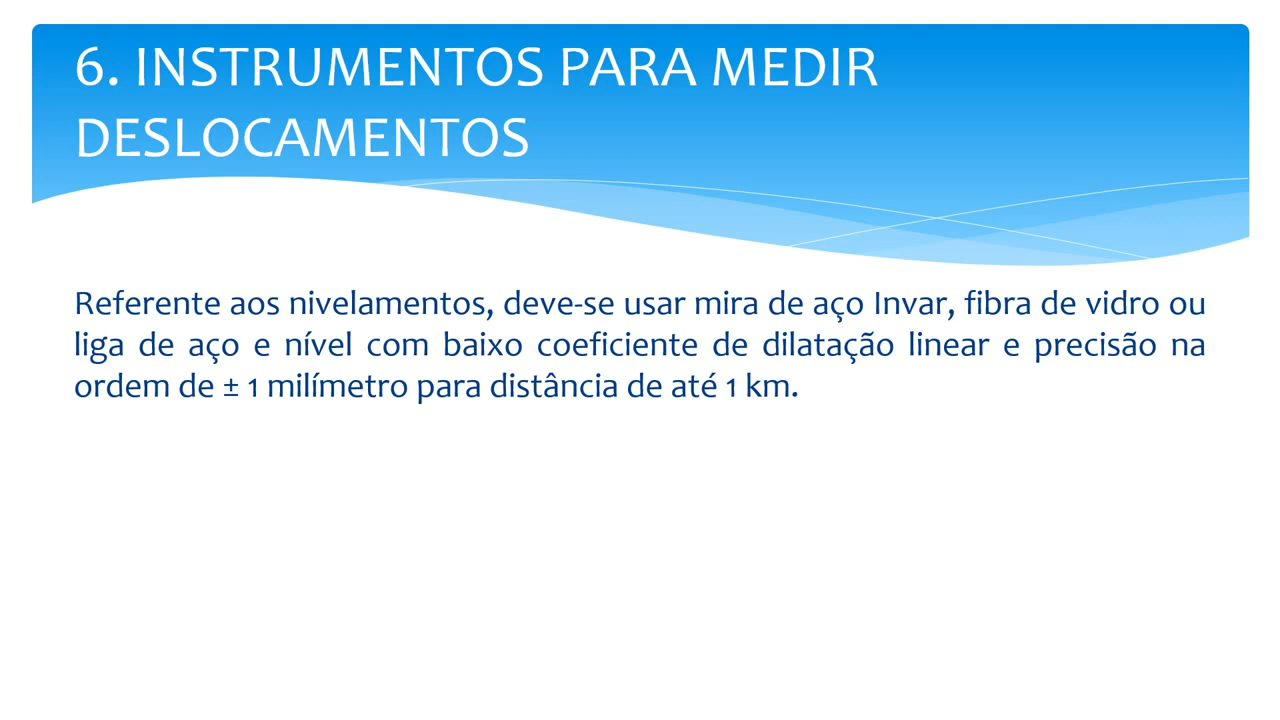 6. INSTRUMENTOS PARA MEDIR
DESLOCAMENTOS
Referente aos nivelamentos, deve-se usar mira de aço Invar, fibra de vidro ou
liga de aço e nível com baixo coeficiente de dilatação linear e precisão na
ordem de ± 1 milímetro para distância de até 1 km.